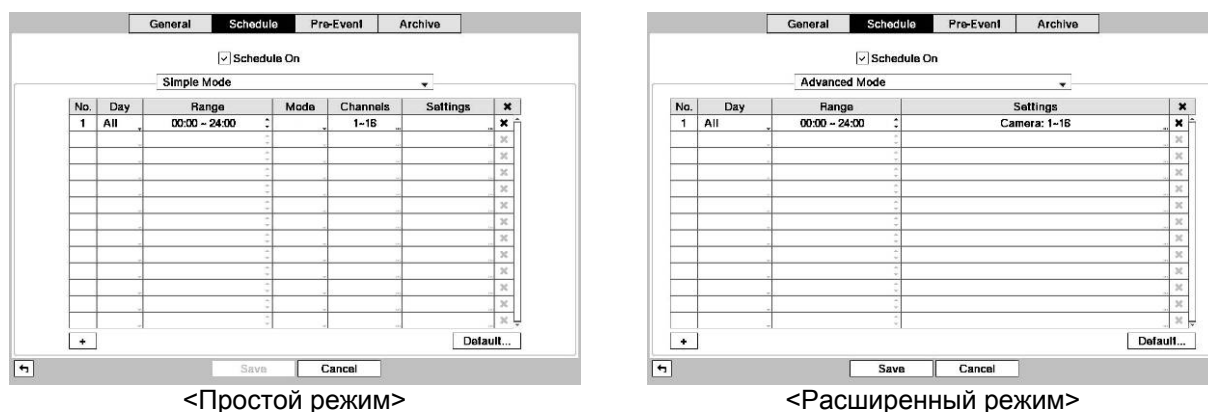 General Schedule Pre-Event Archive
Schedule On
Simple Mode
No. Day Range Mode Channels Settings ×
1 All 00:00 ~ 24:00 1~16 ... ×
+ Default...
Save Cancel
<Простой режим>
General Schedule Pre-Event Archive
Schedule On
Advanced Mode
No. Day Range Settings ×
1 All 00:00 ~ 24:00 Camera: 1~16 ... ×
+ Default...
Save Cancel
<Расширенный режим>